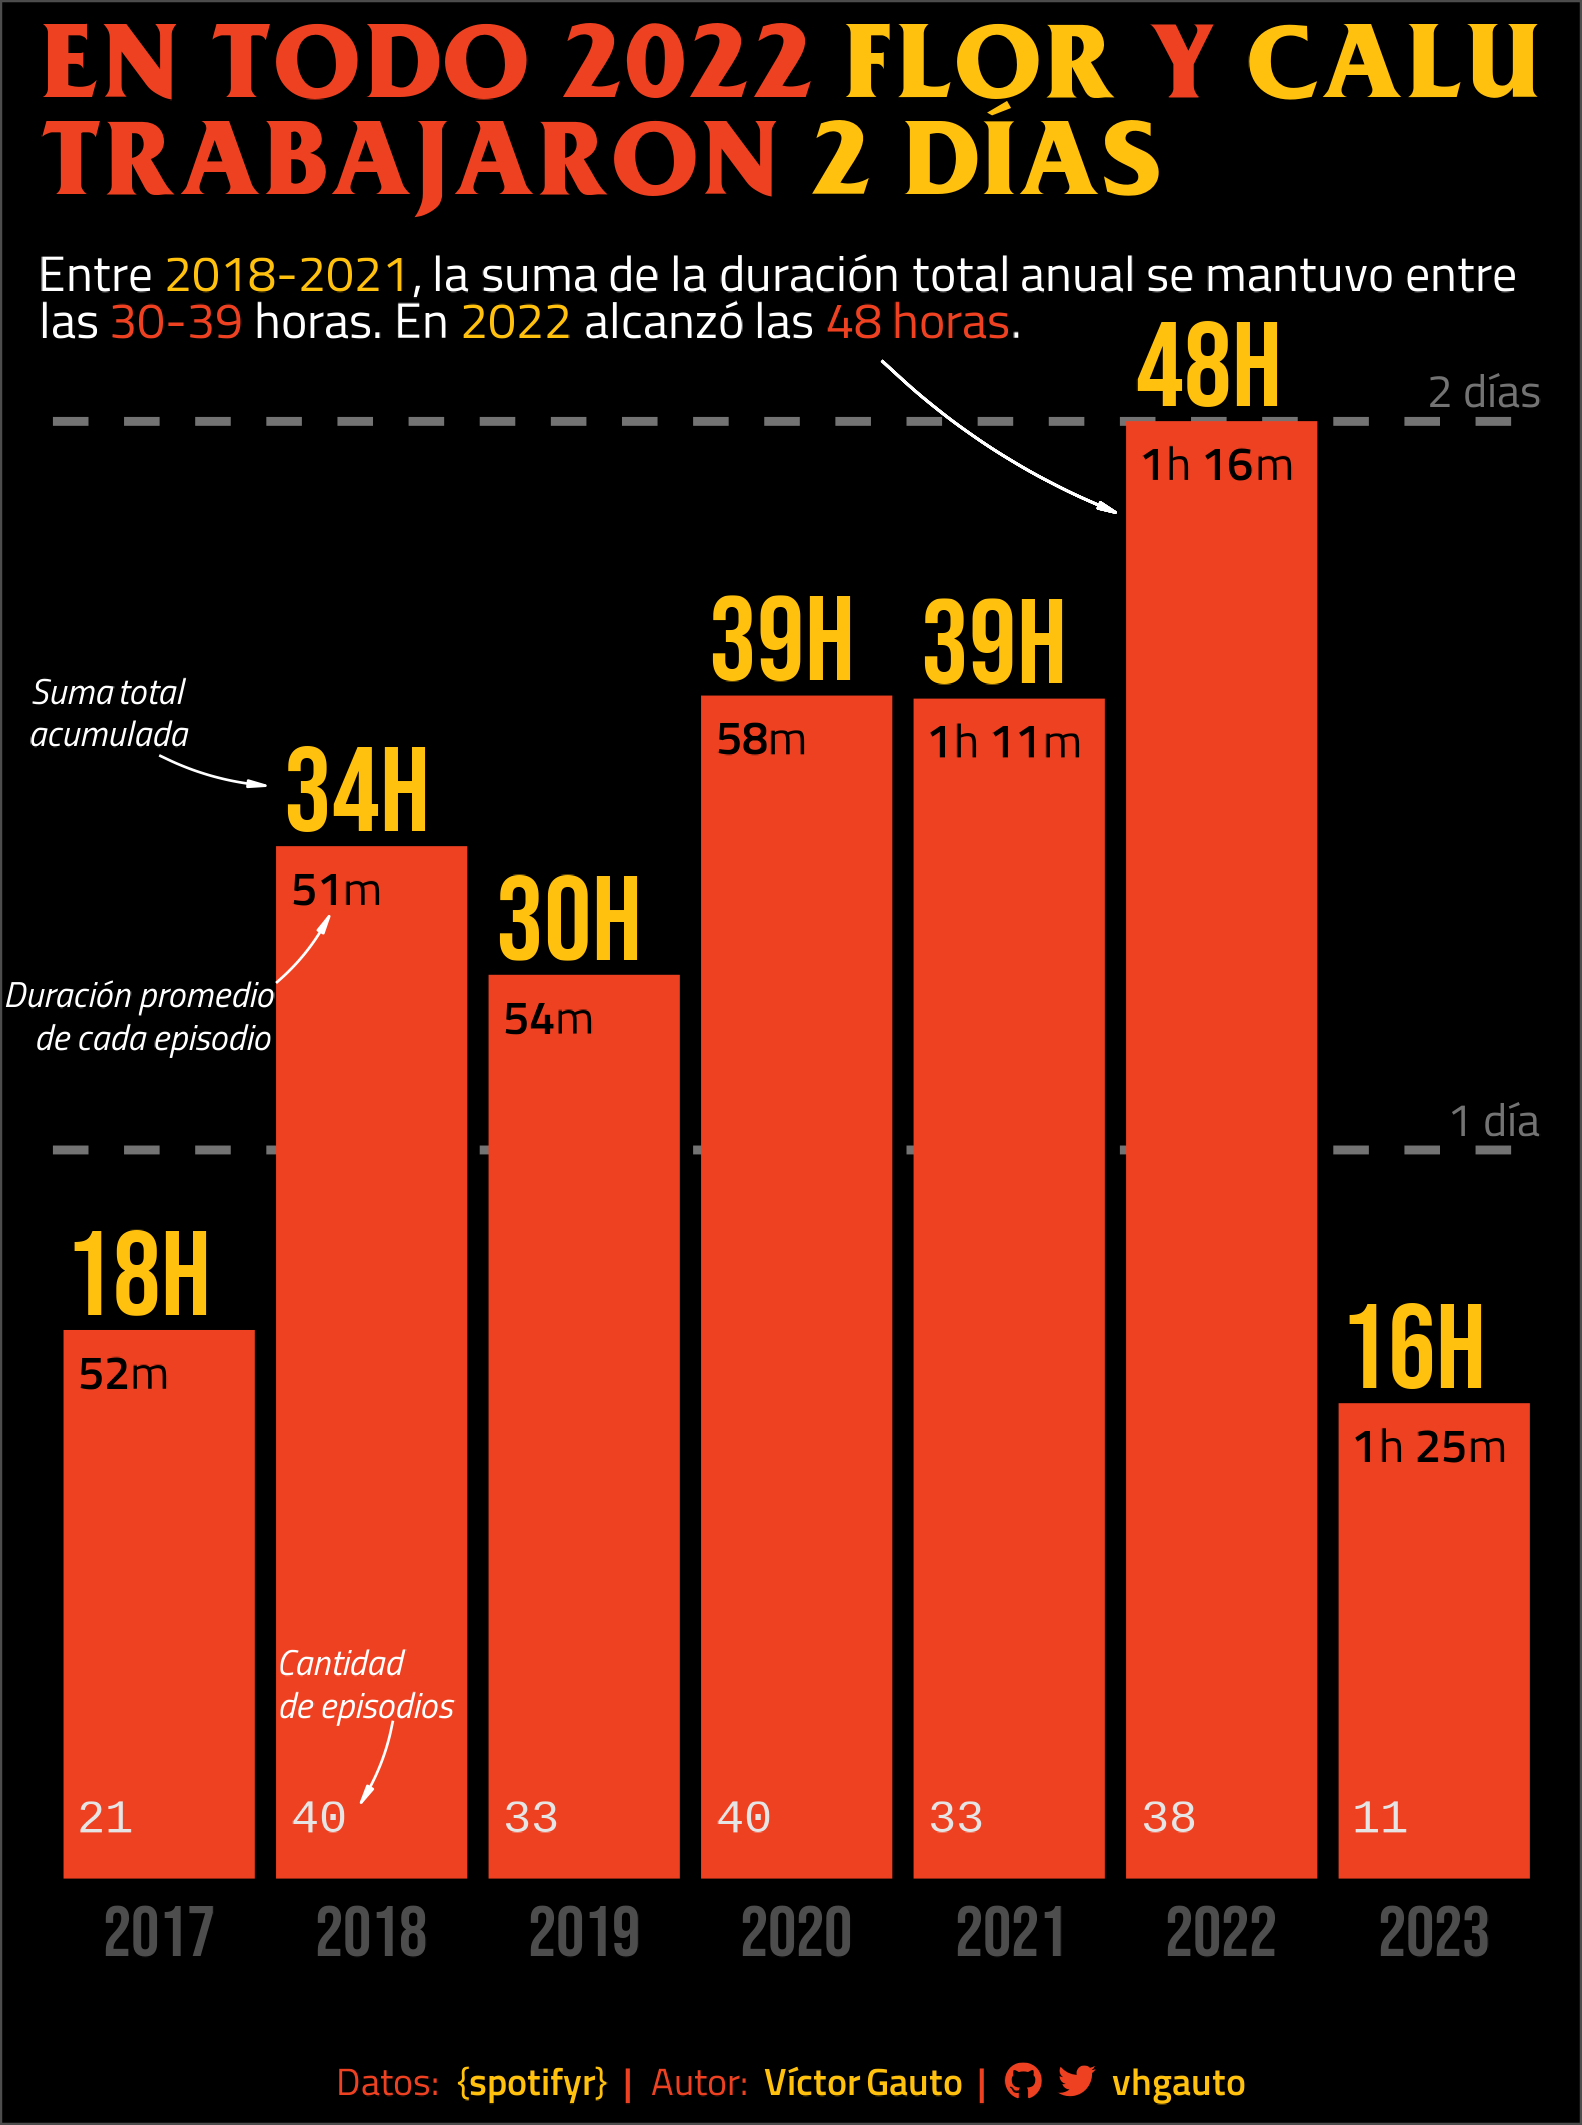 EN TODO 2022 FLOR Y CALU
TRABAJARON 2 DÍAS
Entre 2018-2021, la suma de la duración total anual se mantuvo entre
las 30-39 horas. En 2022 alcanzó las 48 horas.
48H
2 días
1h 16m
39H
39H
58m
1h 11m
Suma total
acumulada
34H
51m
30H
54m
Duración promedio
de cada episodio
1 día
18H
52m
16H
1h 25m
Cantidad
de episodios
21 40 33 40 33 38 11
2017 2018 2019 2020 2021 2022 2023
Datos: {spotifyr} | Autor: Víctor Gauto | vhgauto